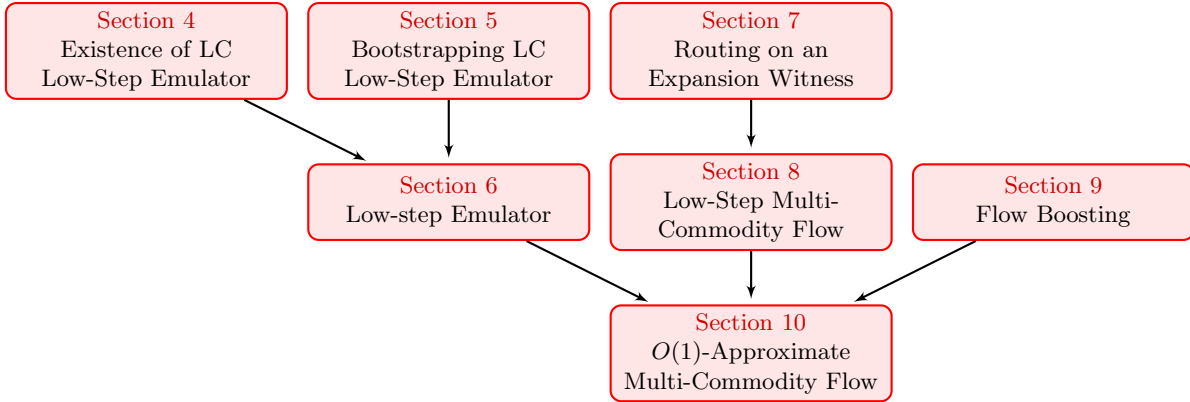 Section 4
Existence of LC
Low-Step Emulator
Section 5
Bootstrapping LC
Low-Step Emulator
Section 7
Routing on an
Expansion Witness
Section 6
Low-step Emulator
Section 8
Low-Step Multi-
Commodity Flow
Section 9
Flow Boosting
Section 10
O(1)-Approximate
Multi-Commodity Flow